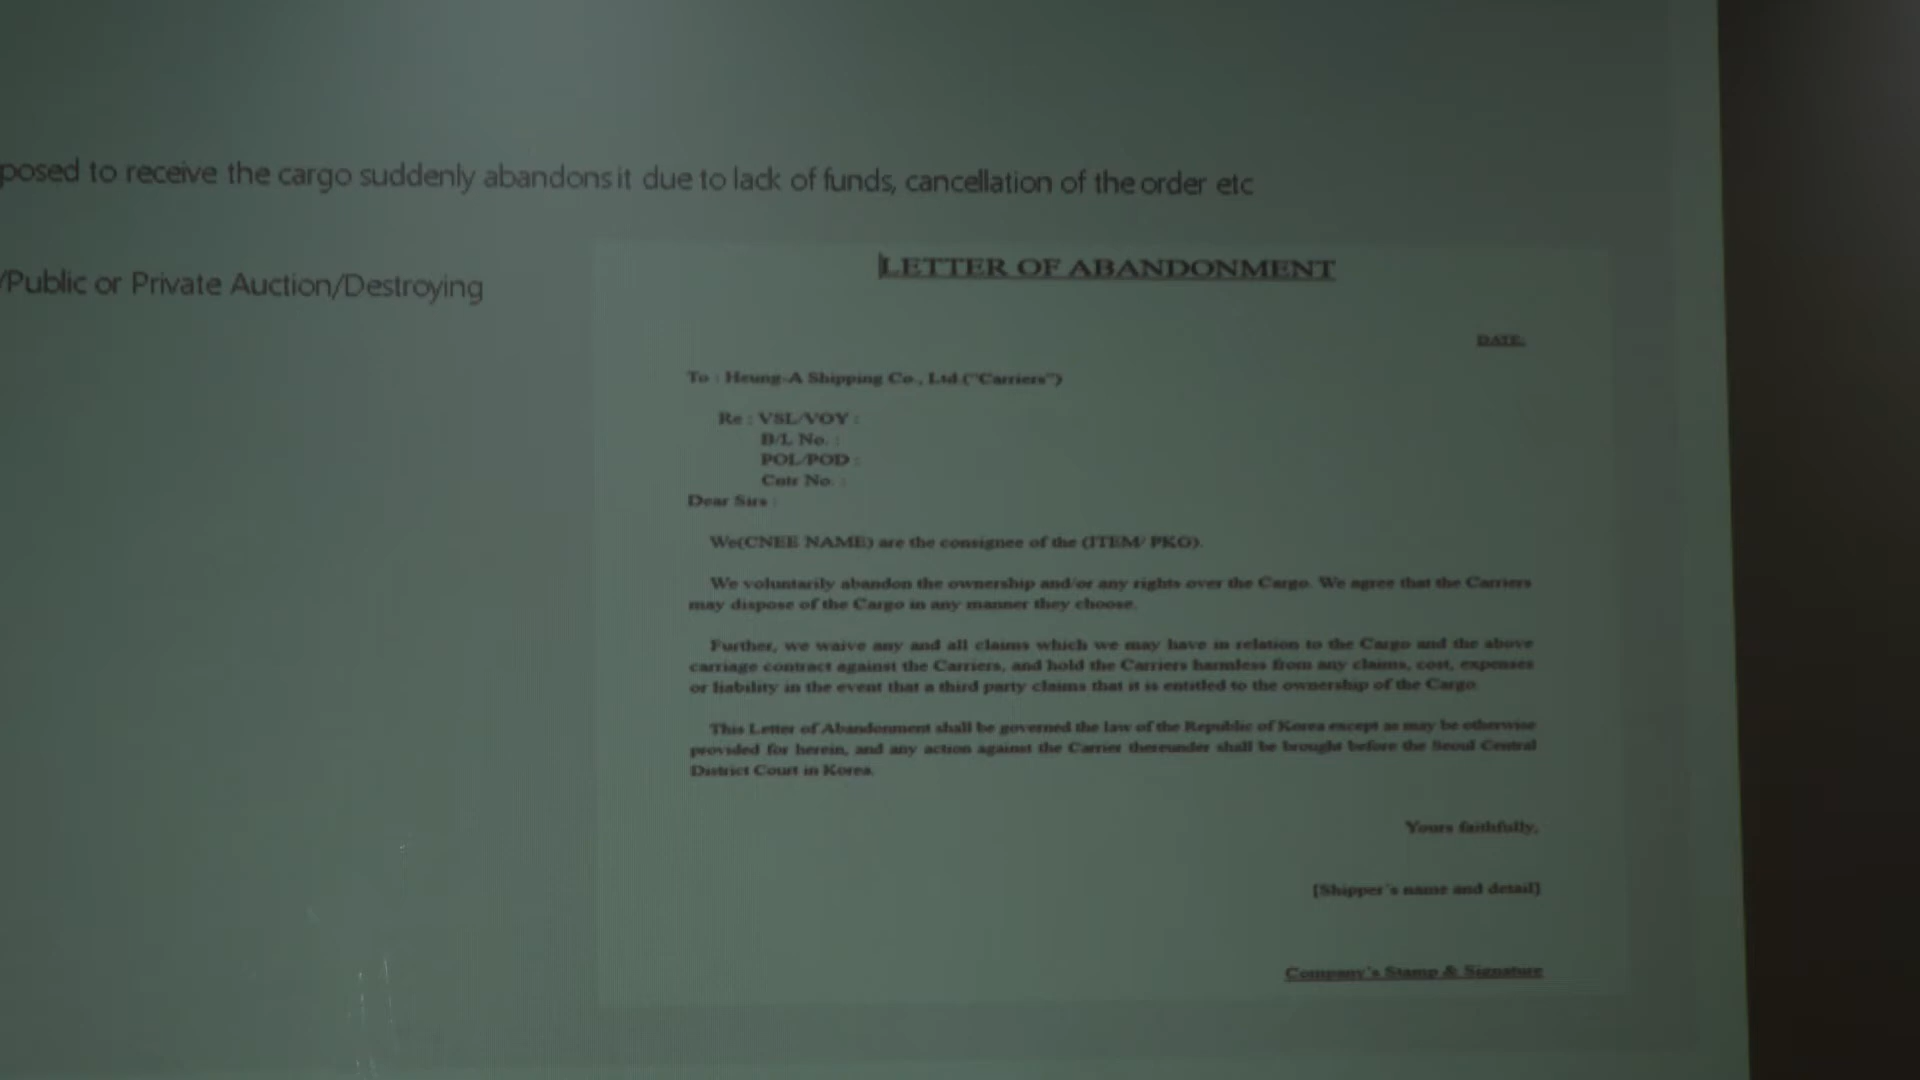 posed to receive the cargo suddenly abandons it due to lack of funds, cancellation of the order etc
/Public or Private Auction/Destroying
LETTER OF ABANDONMENT
DATE.
To : Heung-A Shipping Co., Ltd ("Carriers")
Re : VSL/VOY :
B/L No. :
POL/POD :
Cntr No. :
Dear Sirs :
We(CNEE NAME) are the consignee of the (ITEM/ PKG).
We voluntarily abandon the ownership and/or any rights over the Cargo. We agree that the Carriers
may dispose of the Cargo in any manner they choose.
Further, we waive any and all claims which we may have in relation to the Cargo and the above
carriage contract against the Carriers, and hold the Carriers harmless from any claims, cost, expenses
or liability in the event that a third party claims that it is entitled to the ownership of the Cargo.
This Letter of Abandonment shall be governed the law of the Republic of Korea except as may be otherwise
provided for herein, and any action against the Carrier thereunder shall be brought before the Seoul Central
District Court in Korea.
Yours faithfully,
[Shipper's name and detail]
Company's Stamp & Signature